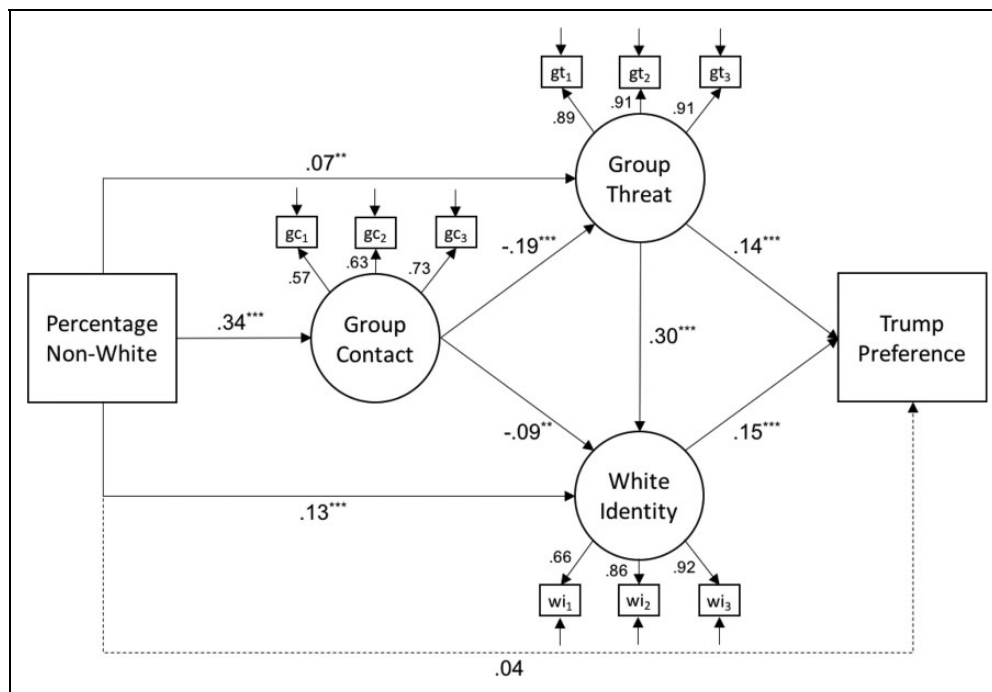 gt₁ gt₂ gt₃
.89 .91 .91
Group
Threat
.07**
gc₁ gc₂ gc₃
.57 .63 .73
-.19***
.14***
Percentage
Non-White
.34***
Group
Contact
.30***
Trump
Preference
-.09**
.15***
White
Identity
.13***
.66 .86 .92
wi₁ wi₂ wi₃
.04